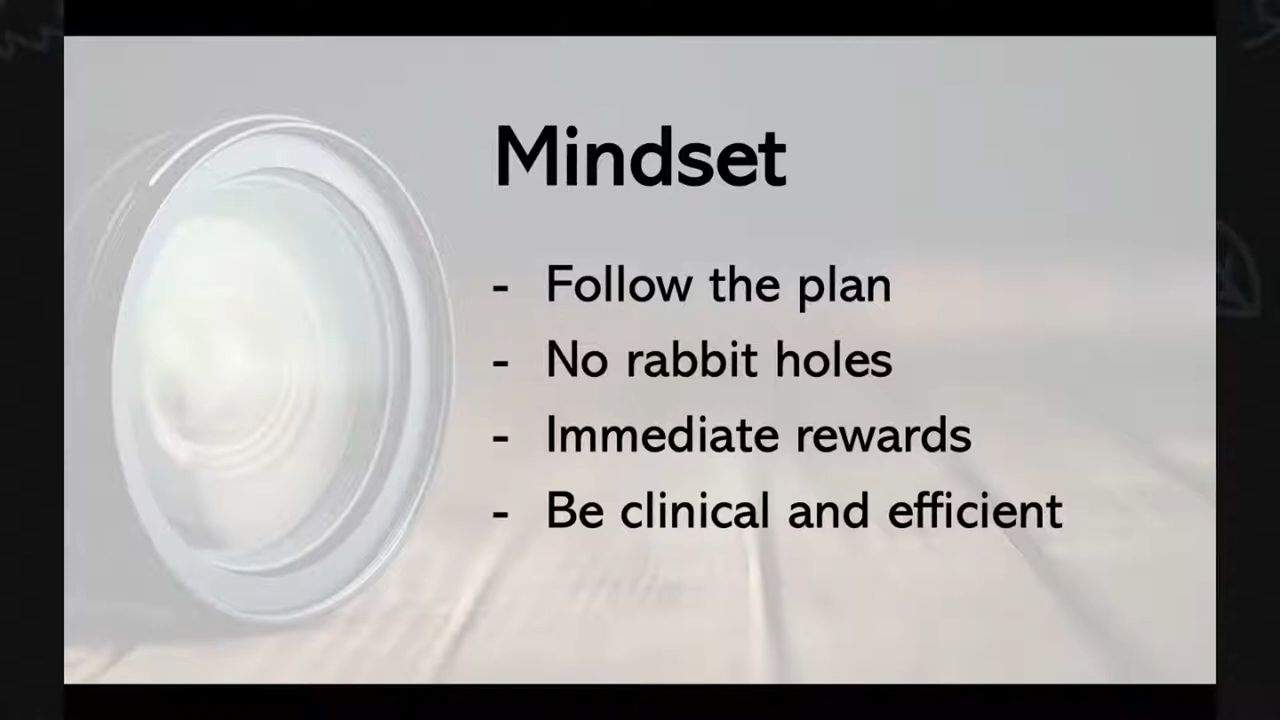 Mindset
- Follow the plan
- No rabbit holes
- Immediate rewards
- Be clinical and efficient